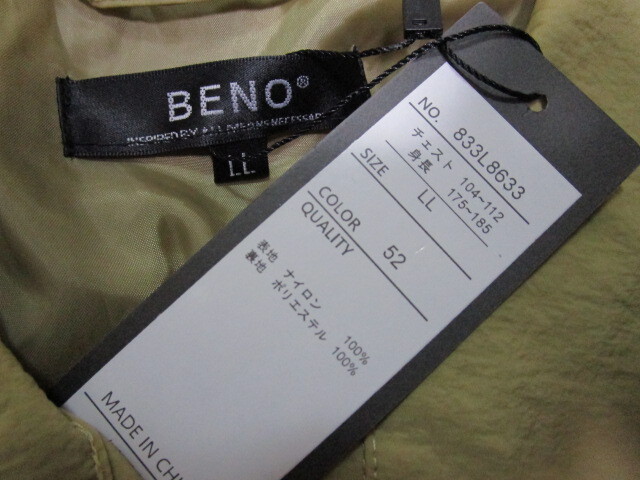 BENO®
INSPIRED BY ALL MEANS NECESSARY
LL
NO. 833L8633
チェスト 104~112
身長 175~185
SIZE LL
COLOR 52
QUALITY
表地 ナイロン 100%
裏地 ポリエステル 100%
MADE IN CHI